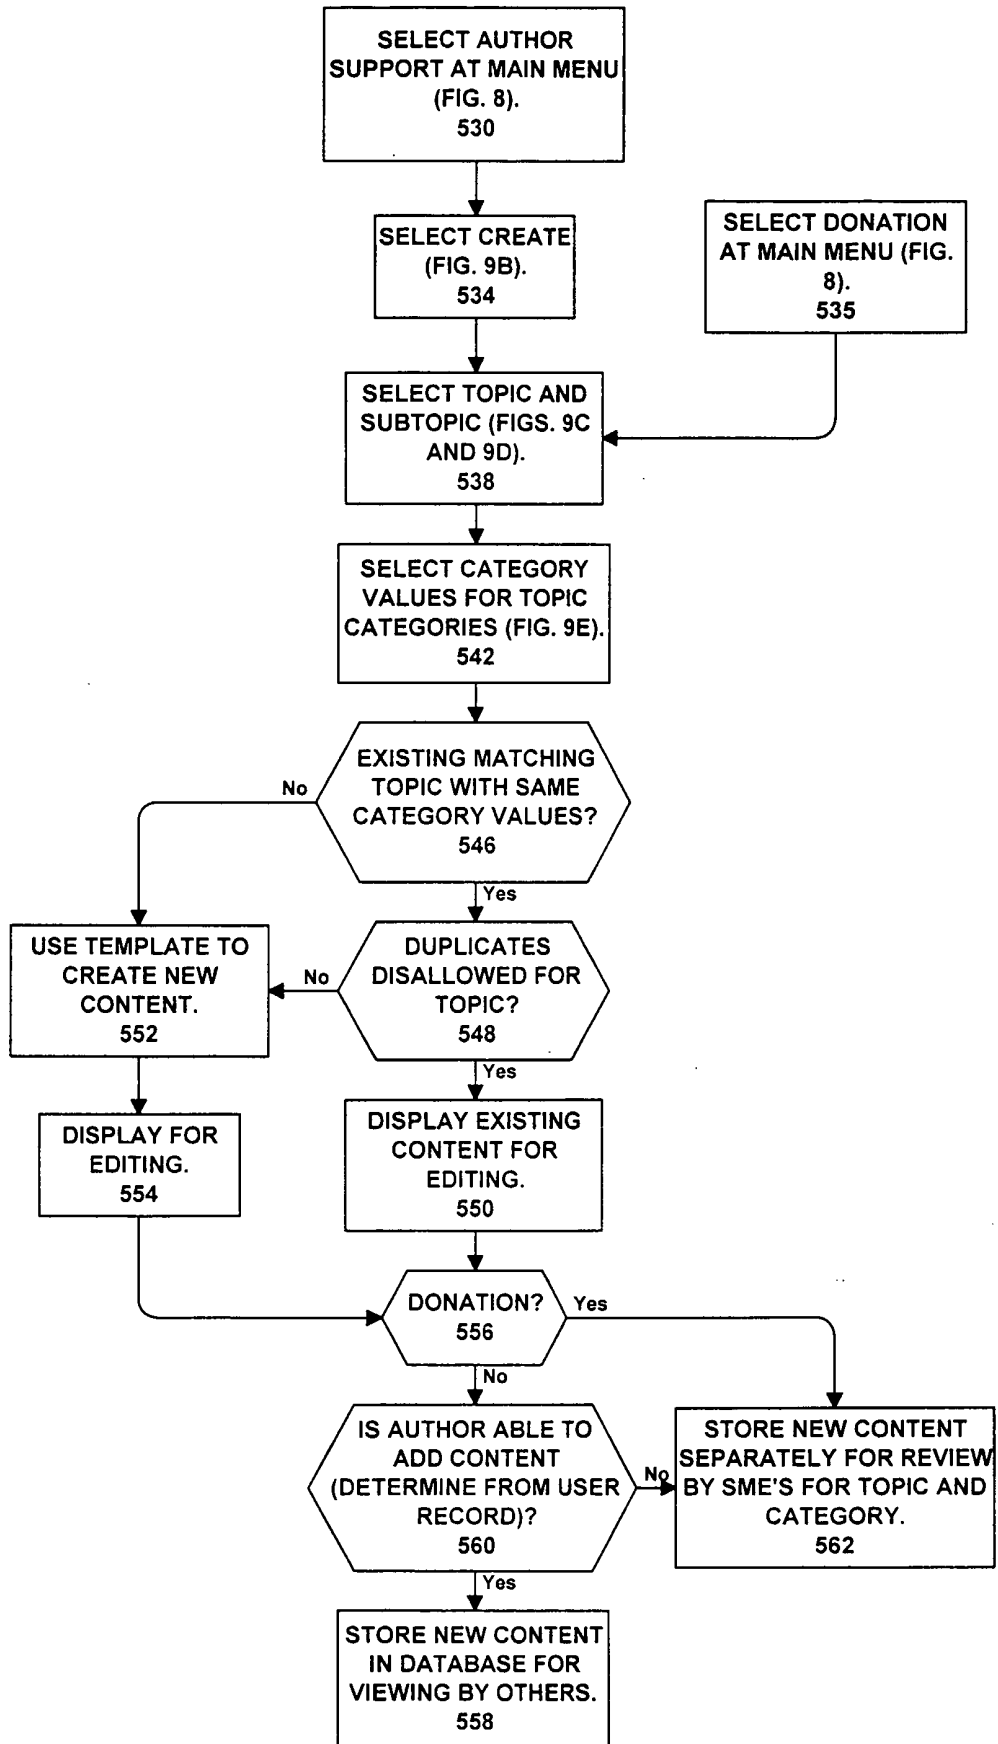 SELECT AUTHOR
SUPPORT AT MAIN MENU
(FIG. 8).
530
SELECT CREATE
(FIG. 9B).
534
SELECT DONATION
AT MAIN MENU (FIG.
8).
535
SELECT TOPIC AND
SUBTOPIC (FIGS. 9C
AND 9D).
538
SELECT CATEGORY
VALUES FOR TOPIC
CATEGORIES (FIG. 9E).
542
EXISTING MATCHING
TOPIC WITH SAME
CATEGORY VALUES?
546
No
Yes
USE TEMPLATE TO
CREATE NEW
CONTENT.
552
No
DUPLICATES
DISALLOWED FOR
TOPIC?
548
Yes
DISPLAY FOR
EDITING.
554
DISPLAY EXISTING
CONTENT FOR
EDITING.
550
DONATION?
556
Yes
No
IS AUTHOR ABLE TO
ADD CONTENT
(DETERMINE FROM USER
RECORD)?
560
No
Yes
STORE NEW CONTENT
SEPARATELY FOR REVIEW
BY SME'S FOR TOPIC AND
CATEGORY.
562
STORE NEW CONTENT
IN DATABASE FOR
VIEWING BY OTHERS.
558